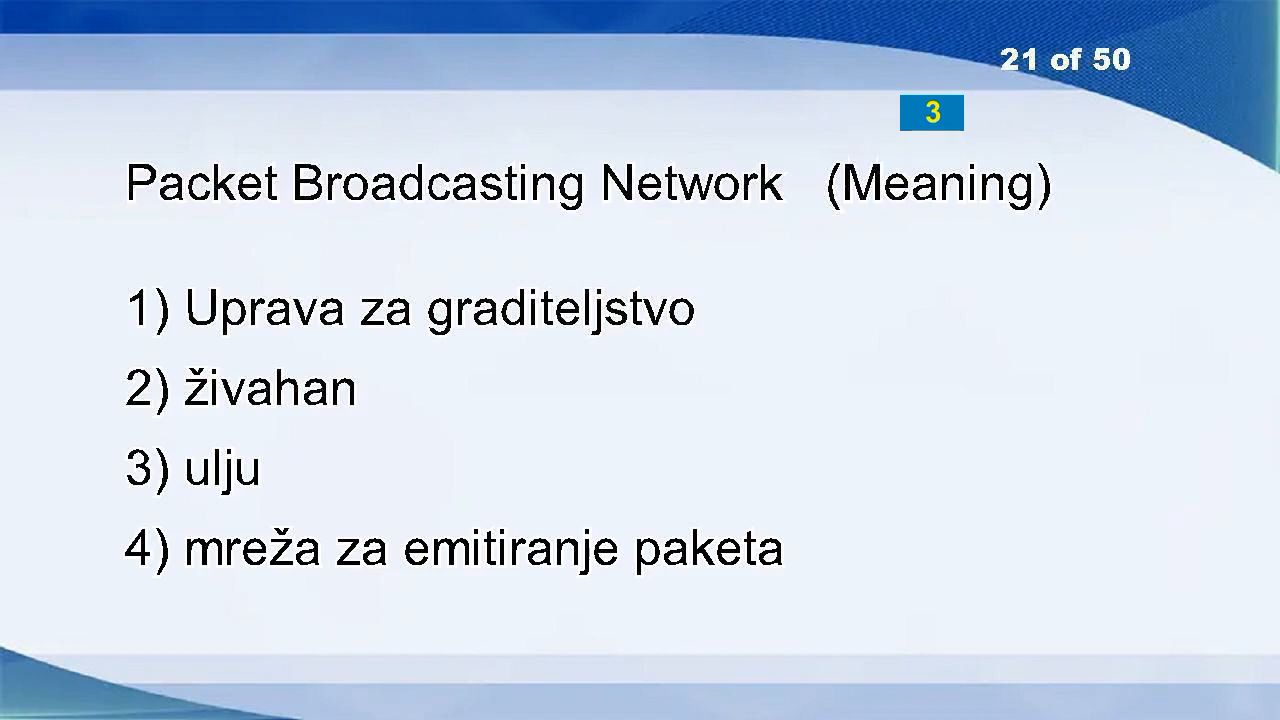 21 of 50
3
Packet Broadcasting Network (Meaning)
1) Uprava za graditeljstvo
2) živahan
3) ulju
4) mreža za emitiranje paketa